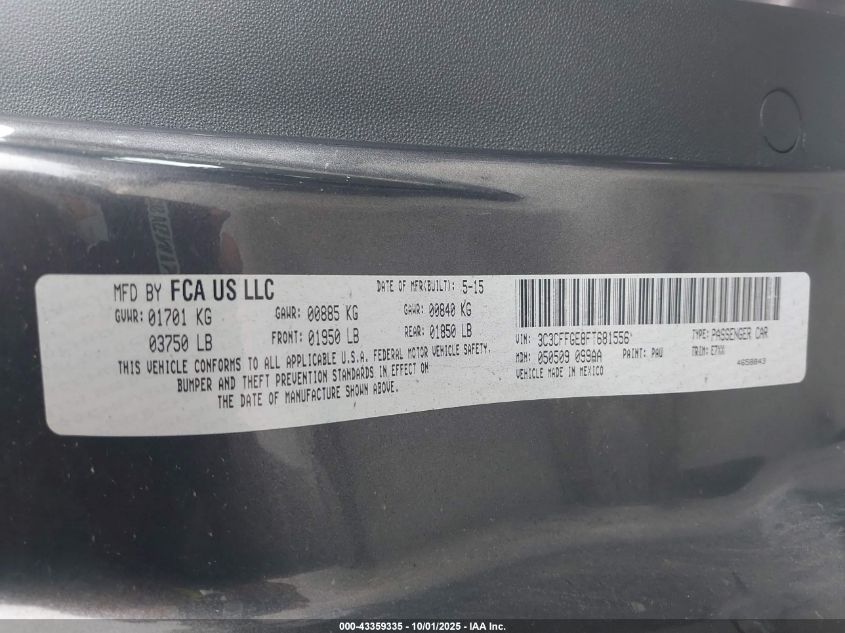 MFD BY FCA US LLC
DATE OF MFR(BUILT): 5-15
GVWR: 01701 KG
GAWR: 00885 KG
GAWR: 00840 KG
03750 LB
FRONT: 01950 LB
REAR: 01850 LB
THIS VEHICLE CONFORMS TO ALL APPLICABLE U.S.A. FEDERAL MOTOR VEHICLE SAFETY,
BUMPER AND THEFT PREVENTION STANDARDS IN EFFECT ON
THE DATE OF MANUFACTURE SHOWN ABOVE.
VIN: 3C3CFFGE8FT681556
TYPE: PASSENGER CAR
MDH: 050509 099AA
PAINT: PAU
TRIM: E7XX
VEHICLE MADE IN MEXICO
4658843
000-43359335 - 10/01/2025 - IAA Inc.